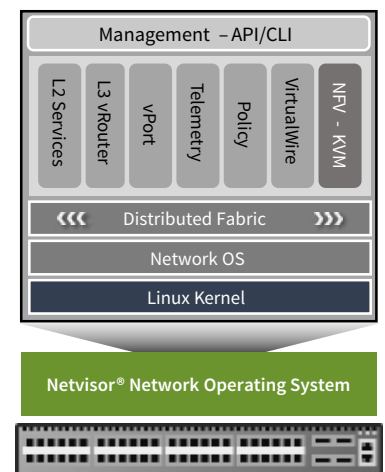 Management – API/CLI
L2 Services
L3 vRouter
vPort
Telemetry
Policy
VirtualWire
NFV - KVM
Distributed Fabric
Network OS
Linux Kernel
Netvisor® Network Operating System